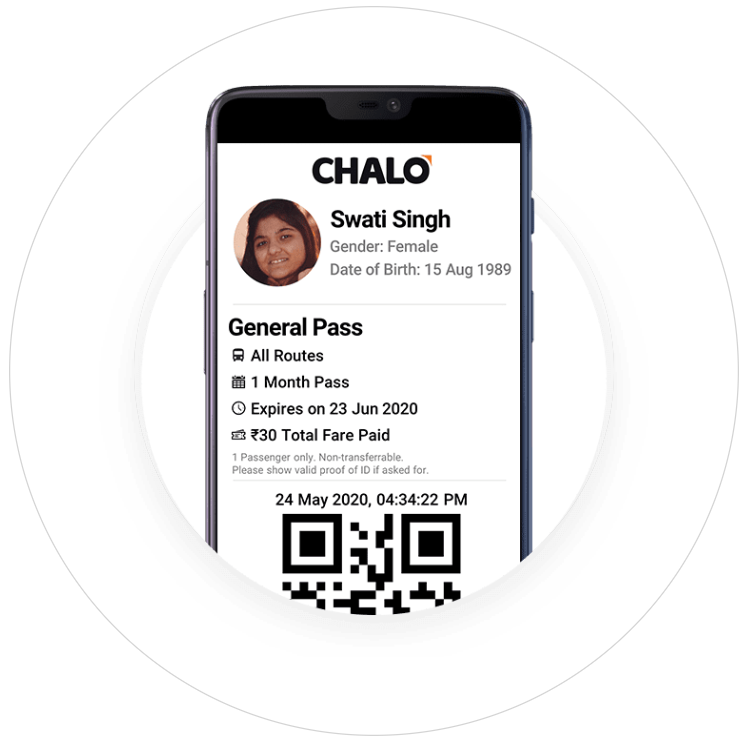 CHALO
Swati Singh
Gender: Female
Date of Birth: 15 Aug 1989
General Pass
All Routes
1 Month Pass
Expires on 23 Jun 2020
₹30 Total Fare Paid
1 Passenger only. Non-transferrable.
Please show valid proof of ID if asked for.
24 May 2020, 04:34:22 PM